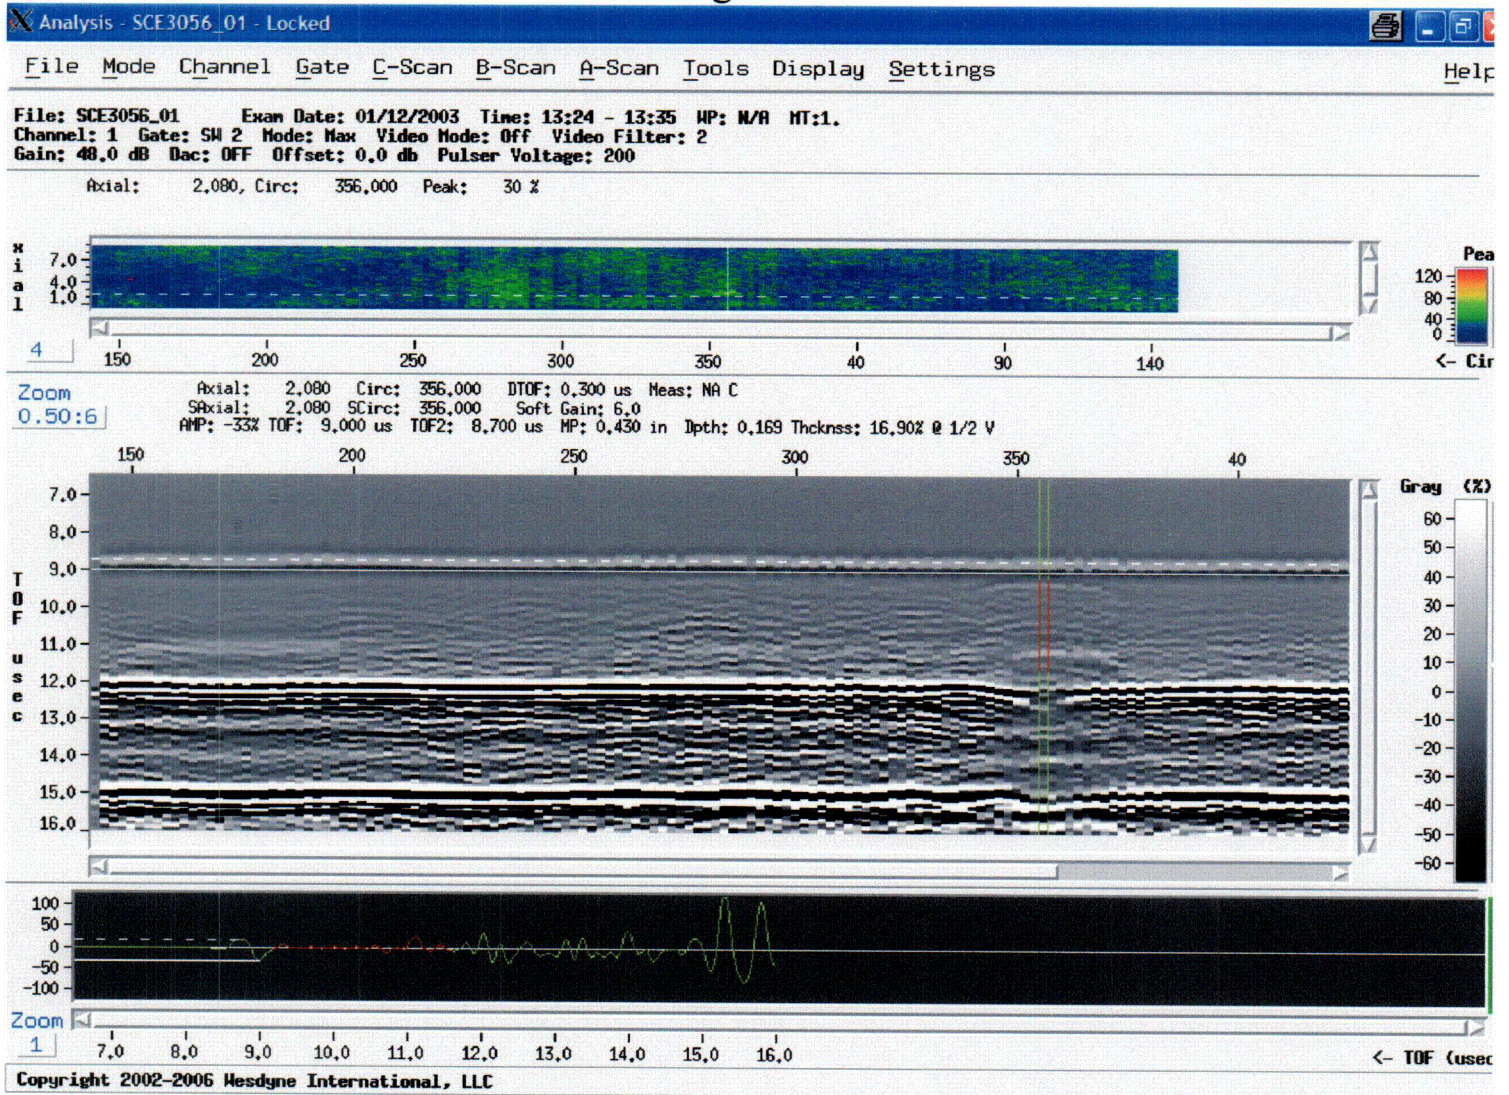 Analysis - SCE3056_01 - Locked
File Mode Channel Gate C-Scan B-Scan A-Scan Tools Display Settings Help
File: SCE3056_01 Exam Date: 01/12/2003 Time: 13:24 - 13:35 WP: N/A MT:1.
Channel: 1 Gate: SW 2 Mode: Max Video Mode: Off Video Filter: 2
Gain: 48.0 dB Dac: OFF Offset: 0.0 db Pulser Voltage: 200
Axial: 2.080, Circ: 356.000 Peak: 30 %
xial
7.0
4.0
1.0
Pea
120
80
40
0
4
150 200 250 300 350 40 90 140
<- Cir
Zoom
0.50:6
Axial: 2.080 Circ: 356.000 DTOF: 0.300 us Meas: NA C
SAxial: 2.080 SCirc: 356.000 Soft Gain: 6.0
AMP: -33% TOF: 9.000 us TOF2: 8.700 us MP: 0.430 in Dpth: 0.169 Thcknss: 16.90% @ 1/2 V
150 200 250 300 350 40
TOF usec
7.0
8.0
9.0
10.0
11.0
12.0
13.0
14.0
15.0
16.0
Gray (%)
60
50
40
30
20
10
0
-10
-20
-30
-40
-50
-60
100
50
0
-50
-100
Zoom
1
7.0 8.0 9.0 10.0 11.0 12.0 13.0 14.0 15.0 16.0
<- TOF (usec
Copyright 2002-2006 Wesdyne International, LLC